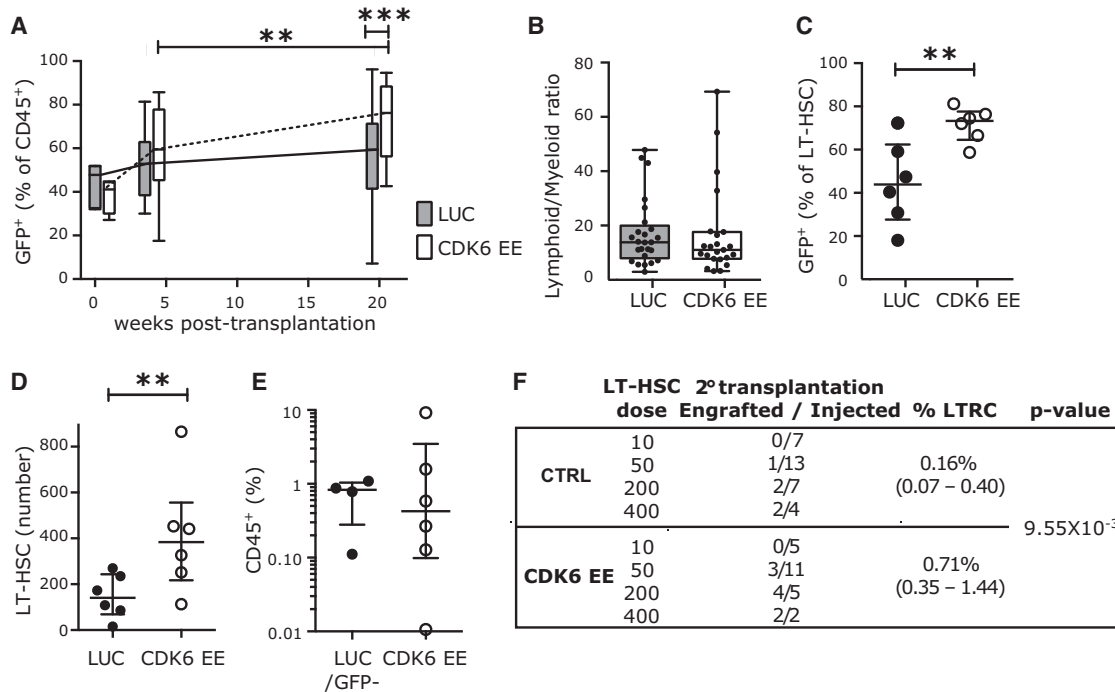 A
**
***
GFP⁺ (% of CD45⁺)
100
80
60
40
20
0
0 5 10 15 20
weeks post-transplantation
LUC
CDK6 EE
B
Lymphoid/Myeloid ratio
80
60
40
20
0
LUC CDK6 EE
C
**
GFP⁺ (% of LT-HSC)
100
80
60
40
20
0
LUC CDK6 EE
D
**
LT-HSC (number)
800
600
400
200
0
LUC CDK6 EE
E
CD45⁺ (%)
10
1
0.10
0.01
LUC CDK6 EE
/GFP-
F
LT-HSC 2º transplantation
dose Engrafted / Injected % LTRC p-value
CTRL
10 0/7
50 1/13 0.16%
200 2/7 (0.07 – 0.40)
400 2/4
9.55X10⁻³
CDK6 EE
10 0/5
50 3/11 0.71%
200 4/5 (0.35 – 1.44)
400 2/2